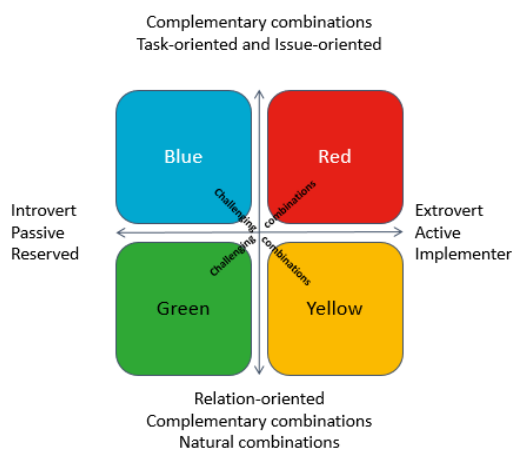 Complementary combinations
Task-oriented and Issue-oriented
Blue
Red
Challenging combinations
Introvert
Passive
Reserved
Extrovert
Active
Implementer
Challenging combinations
Green
Yellow
Relation-oriented
Complementary combinations
Natural combinations